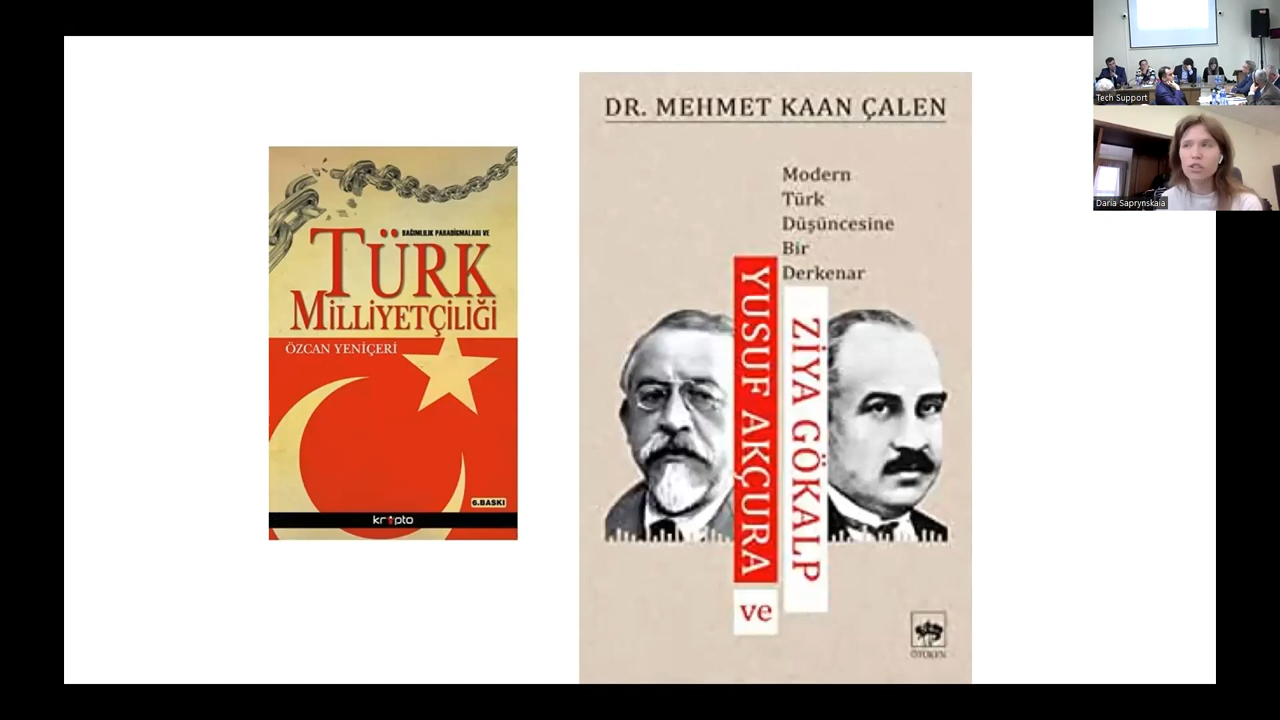 BAĞIMLILIK PARADİGMALARI VE
TÜRK
MİLLİYETÇİLİĞİ
ÖZCAN YENİÇERİ
6.BASKI
kripto
DR. MEHMET KAAN ÇALEN
Modern
Türk
Düşüncesine
Bir
Derkenar
YUSUF AKÇURA
ve
ZİYA GÖKALP
ÖTÜKEN
Tech Support
Daria Saprynskaia